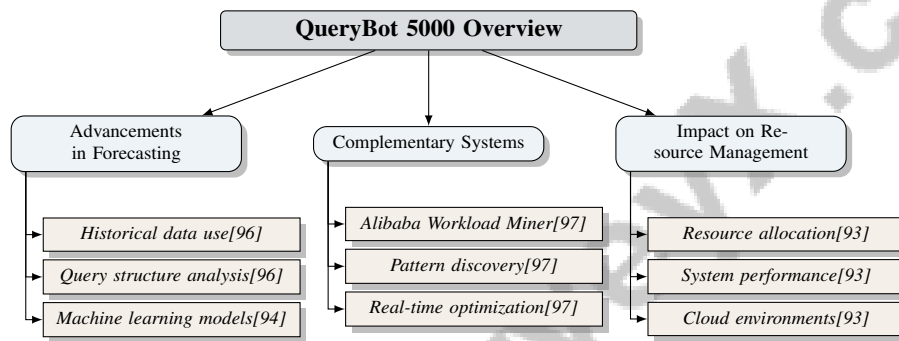 QueryBot 5000 Overview
Advancements
in Forecasting
Historical data use[96]
Query structure analysis[96]
Machine learning models[94]
Complementary Systems
Alibaba Workload Miner[97]
Pattern discovery[97]
Real-time optimization[97]
Impact on Re-
source Management
Resource allocation[93]
System performance[93]
Cloud environments[93]